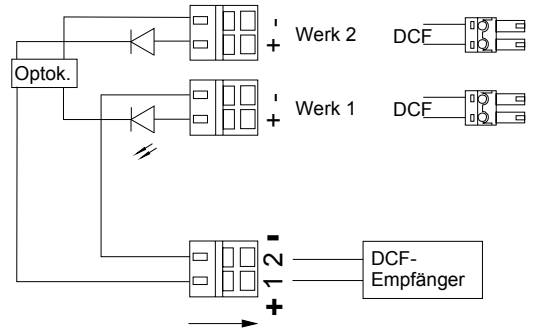 -
+
Werk 2
DCF
Optok.
-
+
Werk 1
DCF
-
2
1
+
DCF-
Empfänger